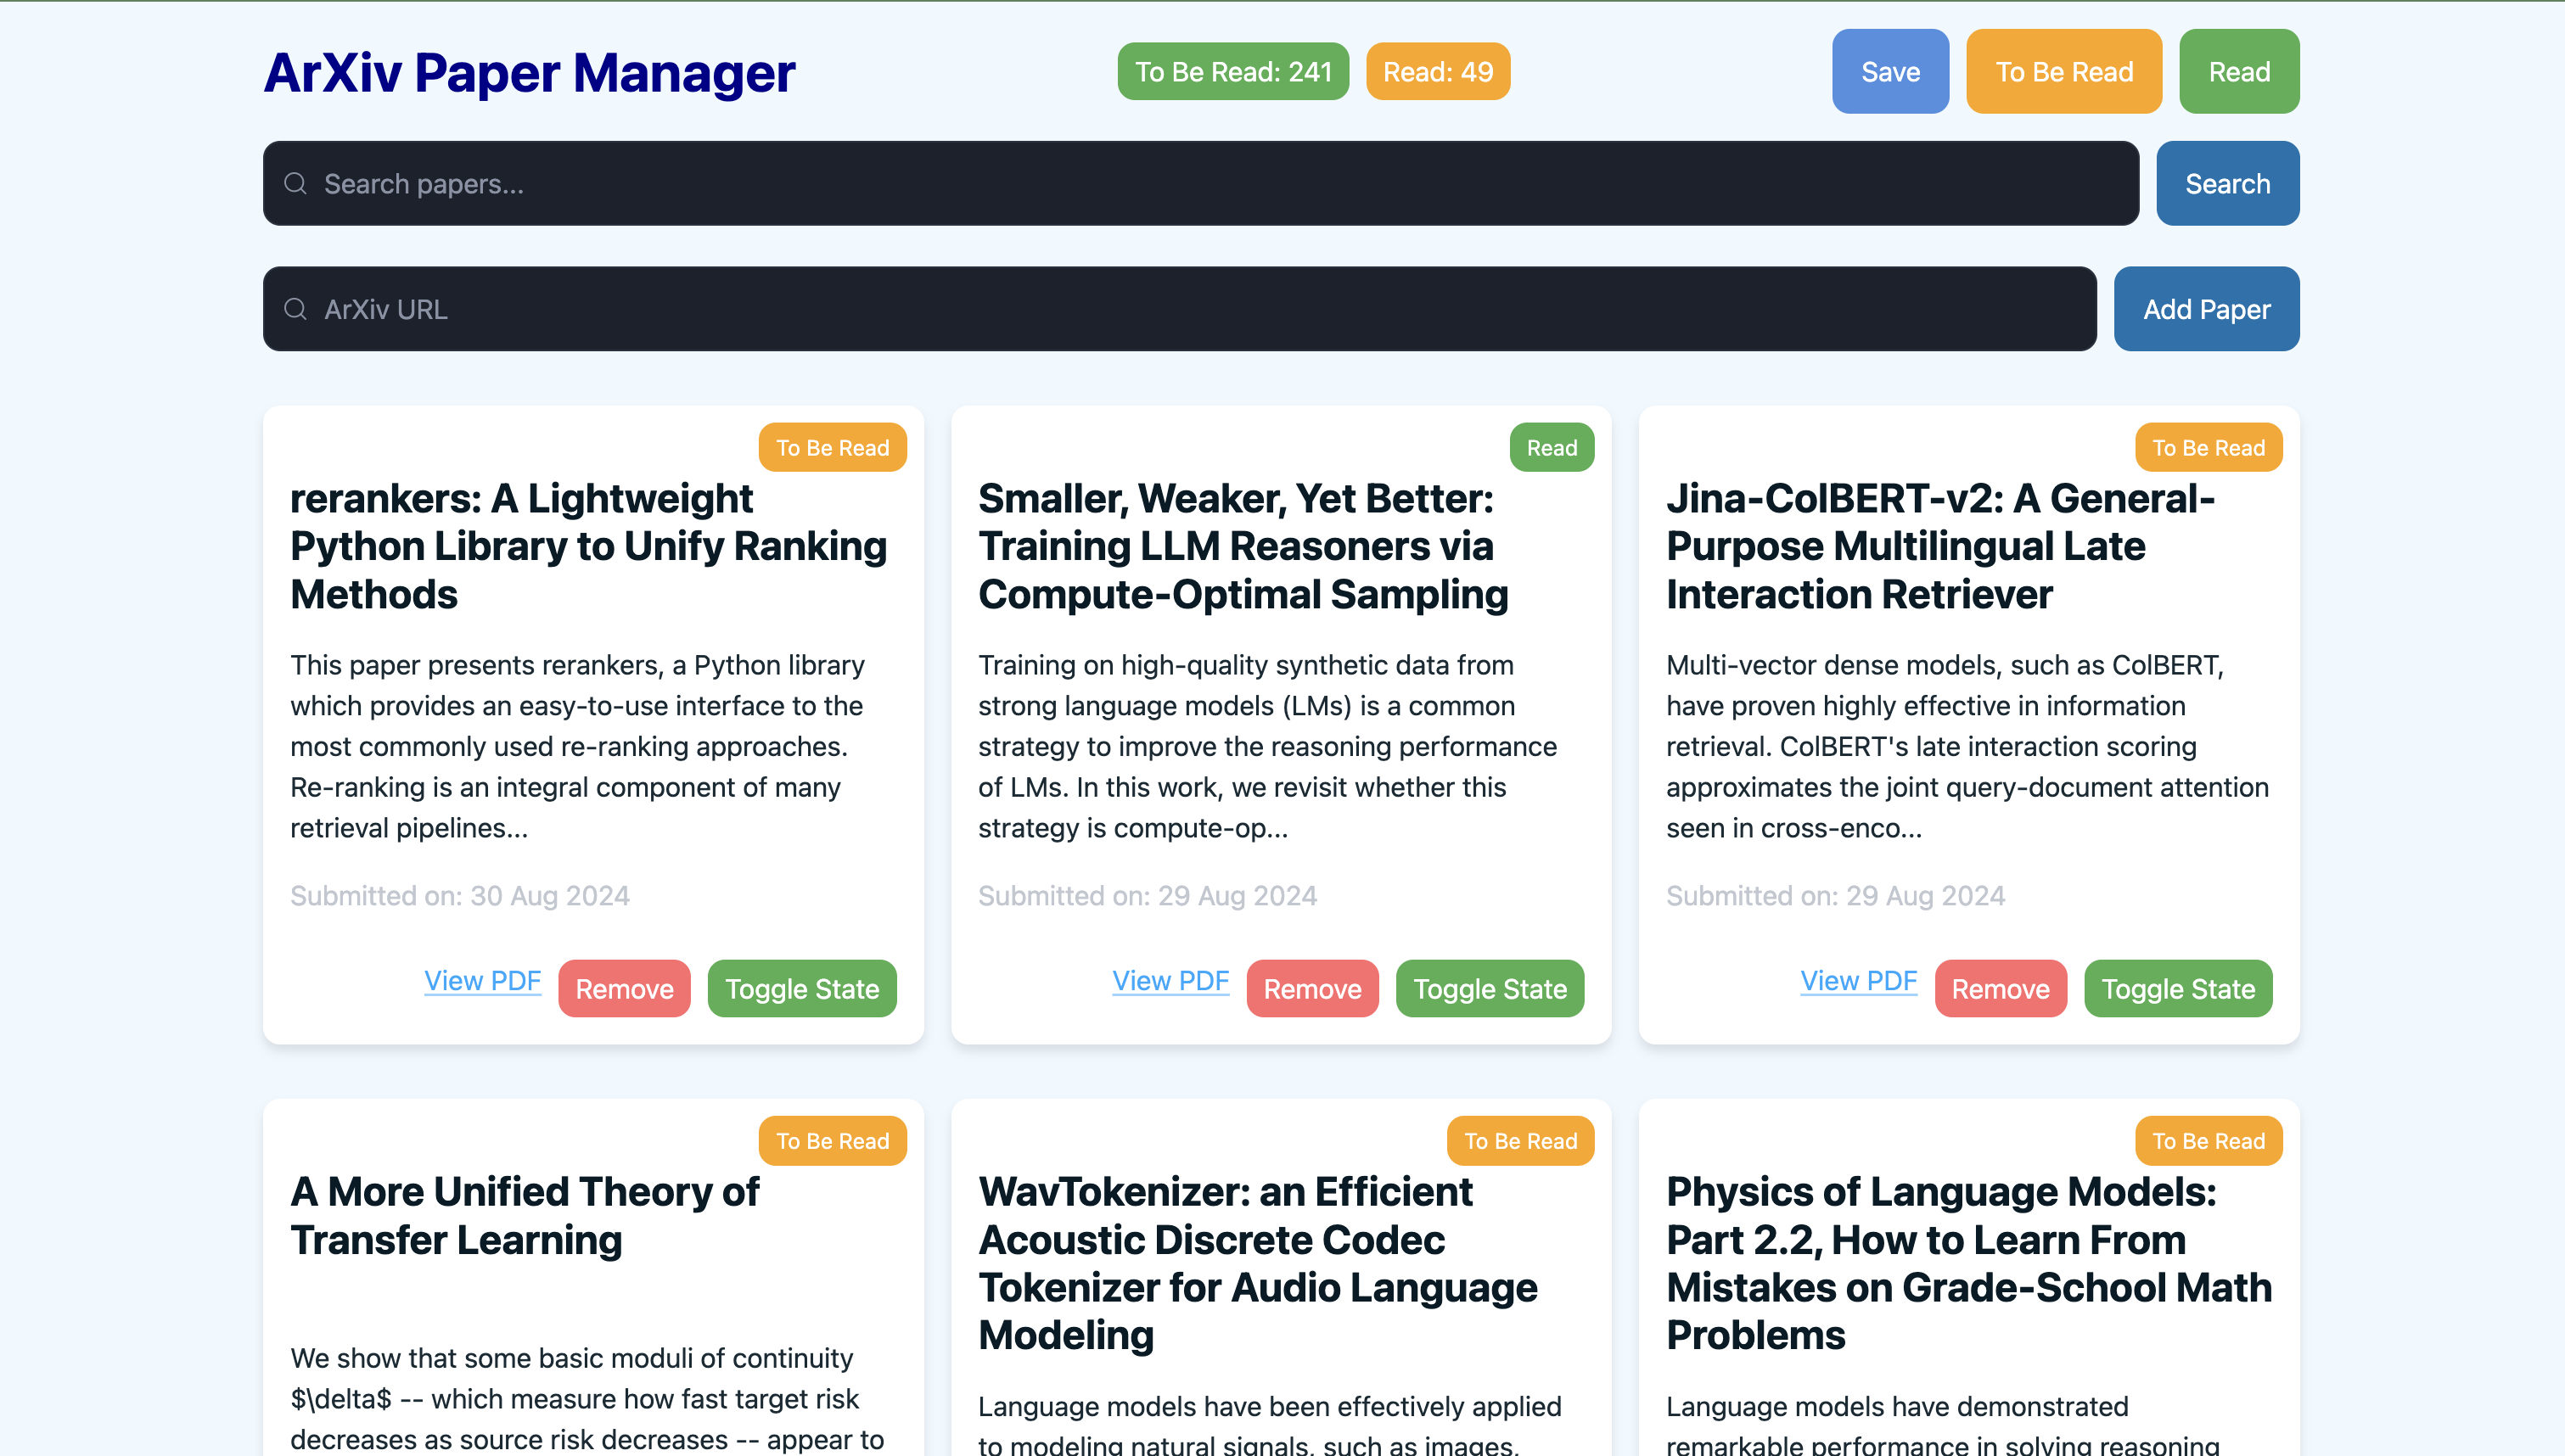 ArXiv Paper Manager
To Be Read: 241
Read: 49
Save
To Be Read
Read
Search papers...
Search
ArXiv URL
Add Paper
To Be Read
rerankers: A Lightweight
Python Library to Unify Ranking
Methods
This paper presents rerankers, a Python library
which provides an easy-to-use interface to the
most commonly used re-ranking approaches.
Re-ranking is an integral component of many
retrieval pipelines...
Submitted on: 30 Aug 2024
View PDF
Remove
Toggle State
Read
Smaller, Weaker, Yet Better:
Training LLM Reasoners via
Compute-Optimal Sampling
Training on high-quality synthetic data from
strong language models (LMs) is a common
strategy to improve the reasoning performance
of LMs. In this work, we revisit whether this
strategy is compute-op...
Submitted on: 29 Aug 2024
View PDF
Remove
Toggle State
To Be Read
Jina-ColBERT-v2: A General-
Purpose Multilingual Late
Interaction Retriever
Multi-vector dense models, such as ColBERT,
have proven highly effective in information
retrieval. ColBERT's late interaction scoring
approximates the joint query-document attention
seen in cross-enco...
Submitted on: 29 Aug 2024
View PDF
Remove
Toggle State
To Be Read
A More Unified Theory of
Transfer Learning
We show that some basic moduli of continuity
$\delta$ -- which measure how fast target risk
decreases as source risk decreases -- appear to
To Be Read
WavTokenizer: an Efficient
Acoustic Discrete Codec
Tokenizer for Audio Language
Modeling
Language models have been effectively applied
to modeling natural signals, such as images,
To Be Read
Physics of Language Models:
Part 2.2, How to Learn From
Mistakes on Grade-School Math
Problems
Language models have demonstrated
remarkable performance in solving reasoning